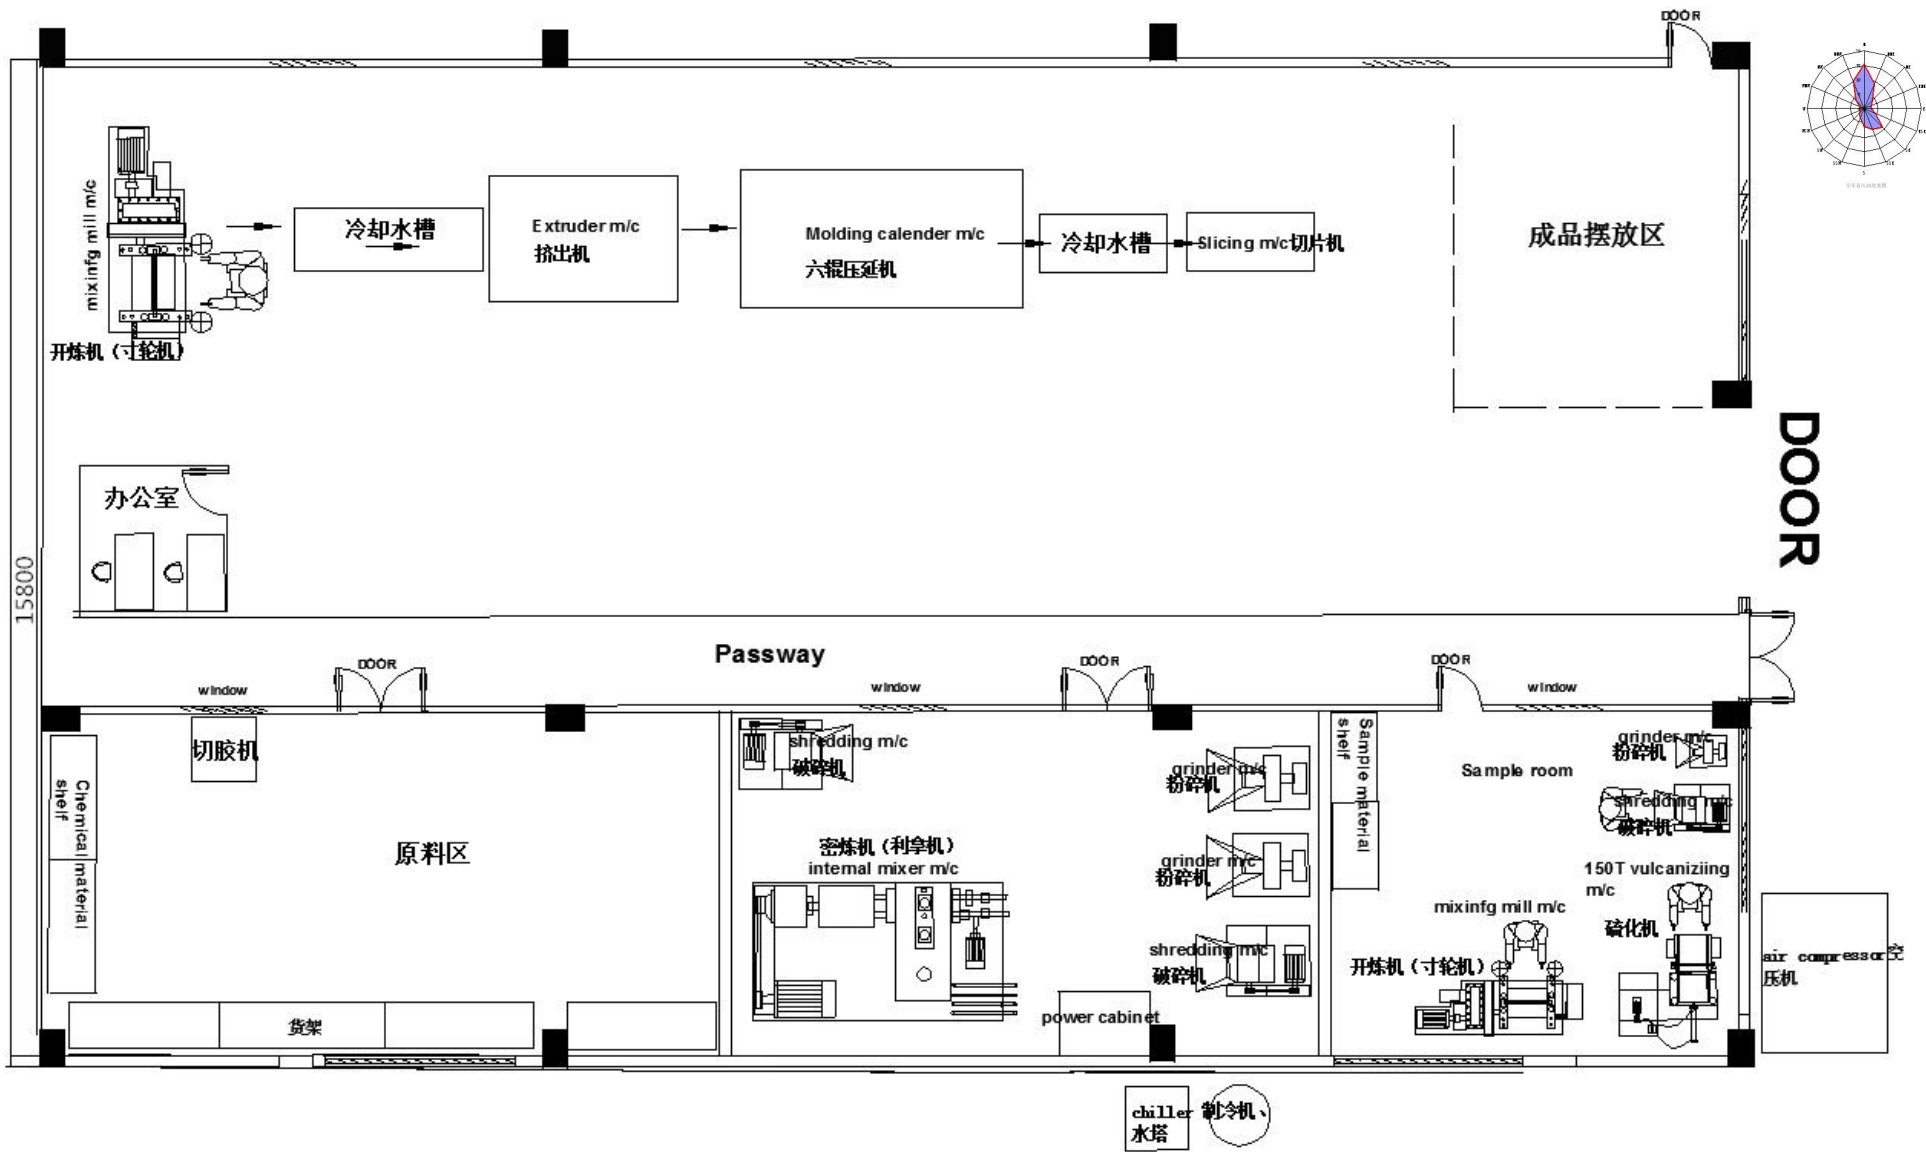 DOOR
mixinfg mill m/c
开炼机（寸轮机）
冷却水槽
Extruder m/c
挤出机
Molding calender m/c
六辊压延机
冷却水槽
Slicing m/c切片机
成品摆放区
DOOR
办公室
15800
Passway
DOOR
DOOR
DOOR
window
window
window
切胶机
Chemical material
shelf
原料区
货架
shredding m/c
破碎机
密炼机（利拿机）
internal mixer m/c
grinder m/c
粉碎机
grinder m/c
粉碎机
shredding m/c
破碎机
power cabinet
Sample material
shelf
Sample room
grinder m/c
粉碎机
shredding m/c
破碎机
150T vulcaniziing
m/c
硫化机
mixinfg mill m/c
开炼机（寸轮机）
air compressor空
压机
chiller 制冷机、
水塔